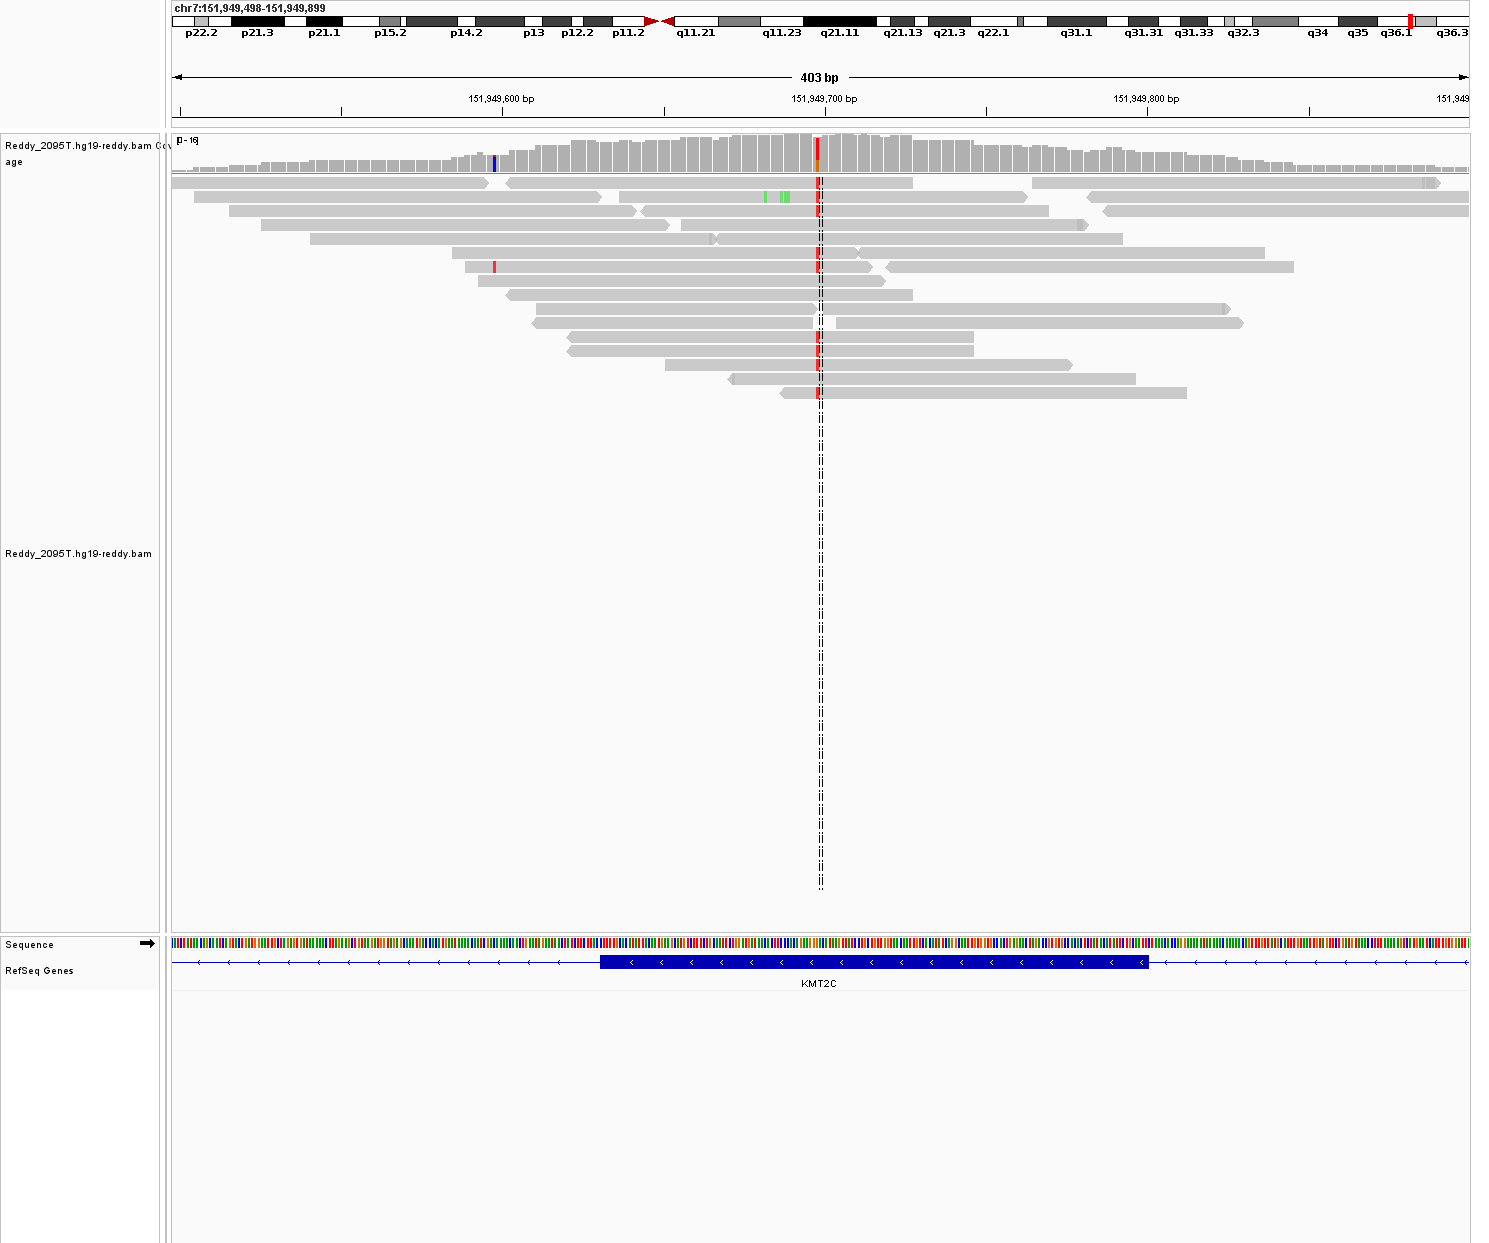 chr7:151,949,498-151,949,899
p22.2 p21.3 p21.1 p15.2 p14.2 p13 p12.2 p11.2 q11.21 q11.23 q21.11 q21.13 q21.3 q22.1 q31.1 q31.31 q31.33 q32.3 q34 q35 q36.1 q36.3
403 bp
151,949,600 bp 151,949,700 bp 151,949,800 bp 151,949
Reddy_2095T.hg19-reddy.bam Cov
age
[0 - 16]
Reddy_2095T.hg19-reddy.bam
Sequence
RefSeq Genes
KMT2C